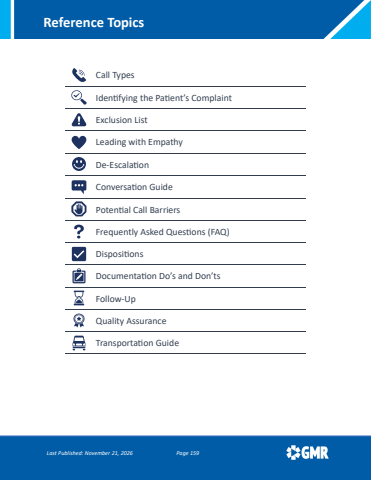 Reference Topics
Call Types
Identifying the Patient's Complaint
Exclusion List
Leading with Empathy
De-Escalation
Conversation Guide
Potential Call Barriers
Frequently Asked Questions (FAQ)
Dispositions
Documentation Do's and Don'ts
Follow-Up
Quality Assurance
Transportation Guide
Last Published: November 21, 2026 Page 159
GMR